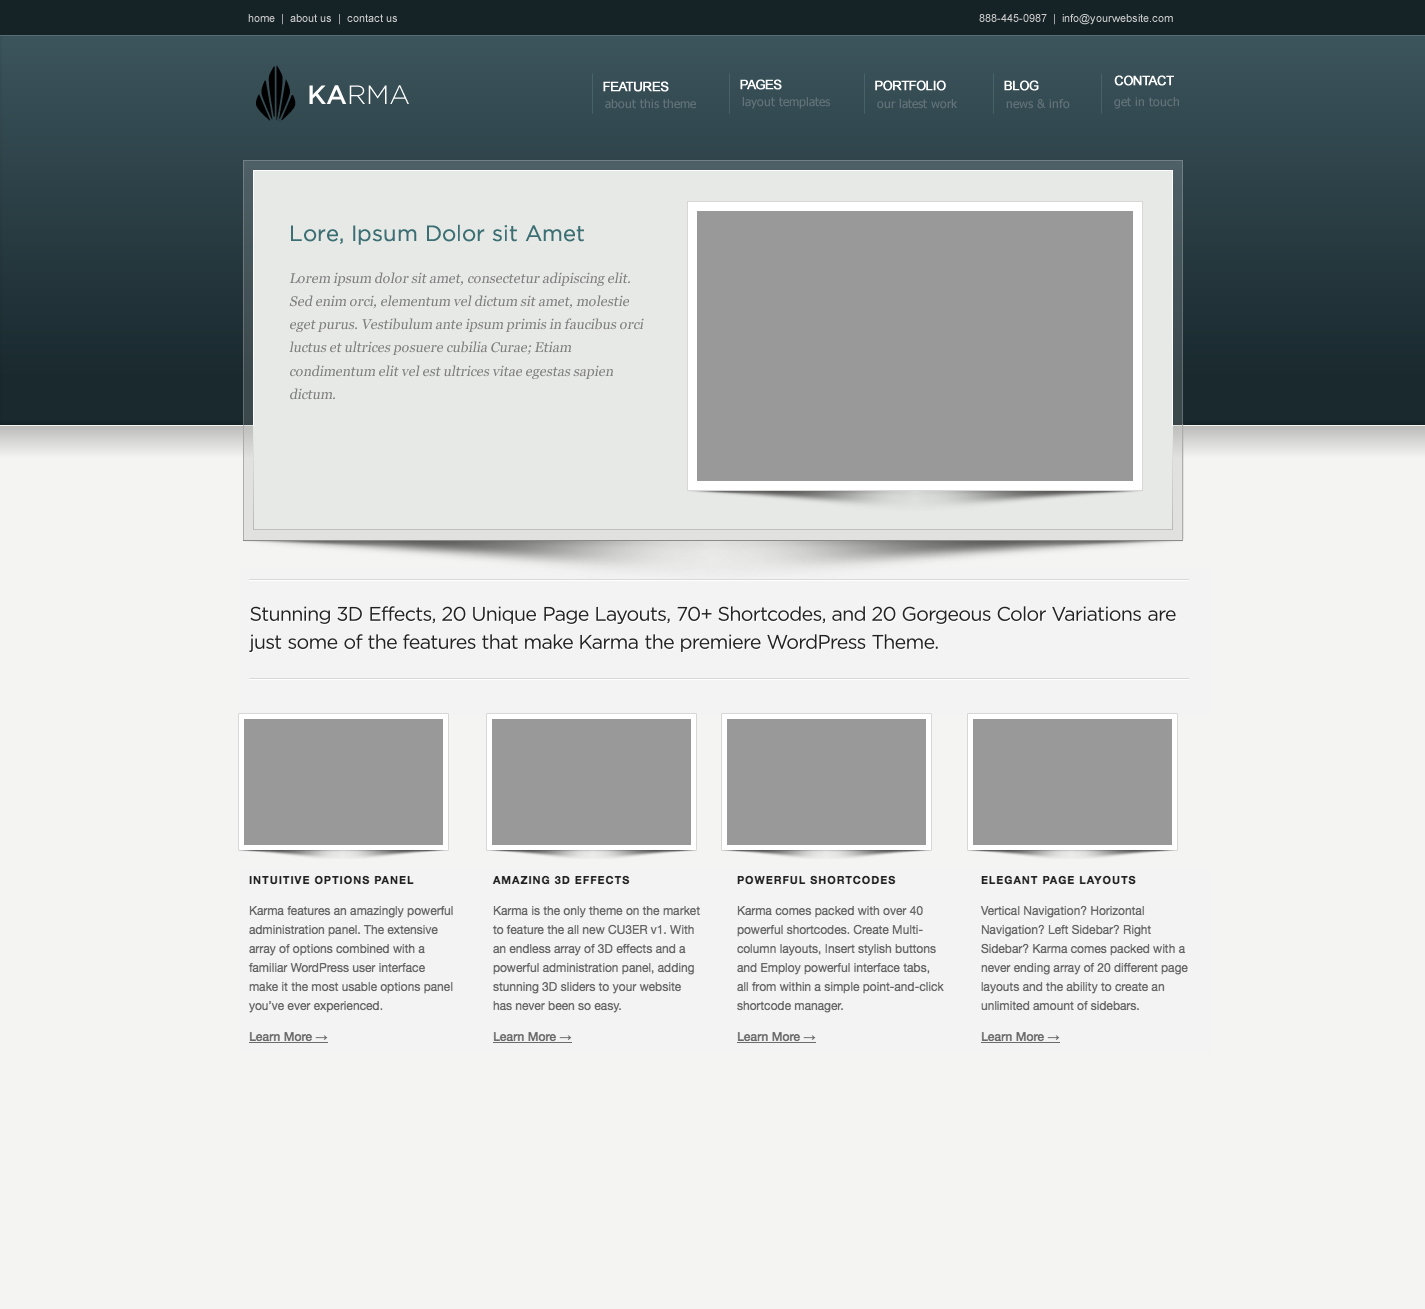 home | about us | contact us
888-445-0987 | info@yourwebsite.com
KARMA
FEATURES
about this theme
PAGES
layout templates
PORTFOLIO
our latest work
BLOG
news & info
CONTACT
get in touch
Lore, Ipsum Dolor sit Amet
Lorem ipsum dolor sit amet, consectetur adipiscing elit.
Sed enim orci, elementum vel dictum sit amet, molestie
eget purus. Vestibulum ante ipsum primis in faucibus orci
luctus et ultrices posuere cubilia Curae; Etiam
condimentum elit vel est ultrices vitae egestas sapien
dictum.
Stunning 3D Effects, 20 Unique Page Layouts, 70+ Shortcodes, and 20 Gorgeous Color Variations are
just some of the features that make Karma the premiere WordPress Theme.
INTUITIVE OPTIONS PANEL
Karma features an amazingly powerful
administration panel. The extensive
array of options combined with a
familiar WordPress user interface
make it the most usable options panel
you've ever experienced.
Learn More →
AMAZING 3D EFFECTS
Karma is the only theme on the market
to feature the all new CU3ER v1. With
an endless array of 3D effects and a
powerful administration panel, adding
stunning 3D sliders to your website
has never been so easy.
Learn More →
POWERFUL SHORTCODES
Karma comes packed with over 40
powerful shortcodes. Create Multi-
column layouts, Insert stylish buttons
and Employ powerful interface tabs,
all from within a simple point-and-click
shortcode manager.
Learn More →
ELEGANT PAGE LAYOUTS
Vertical Navigation? Horizontal
Navigation? Left Sidebar? Right
Sidebar? Karma comes packed with a
never ending array of 20 different page
layouts and the ability to create an
unlimited amount of sidebars.
Learn More →